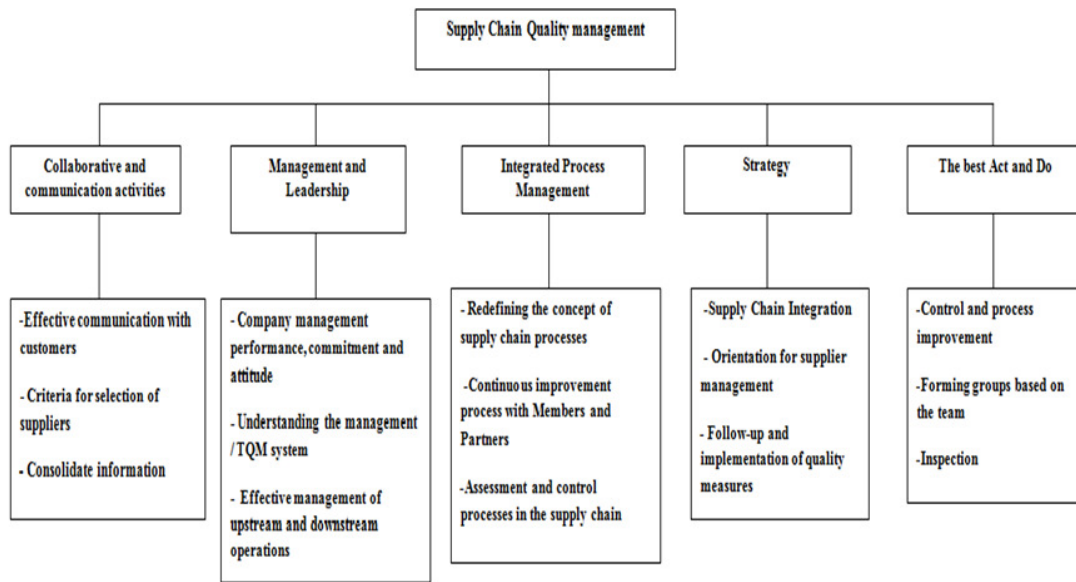 Supply Chain Quality management
Collaborative and
communication activities
Management and
Leadership
Integrated Process
Management
Strategy
The best Act and Do
-Effective communication with
customers
- Criteria for selection of
suppliers
- Consolidate information
- Company management
performance, commitment and
attitude
- Understanding the management
/ TQM system
- Effective management of
upstream and downstream
operations
- Redefining the concept of
supply chain processes
-Continuous improvement
process with Members and
Partners
-Assessment and control
processes in the supply chain
-Supply Chain Integration
- Orientation for supplier
management
- Follow-up and
implementation of quality
measures
-Control and process
improvement
-Forming groups based on
the team
-Inspection